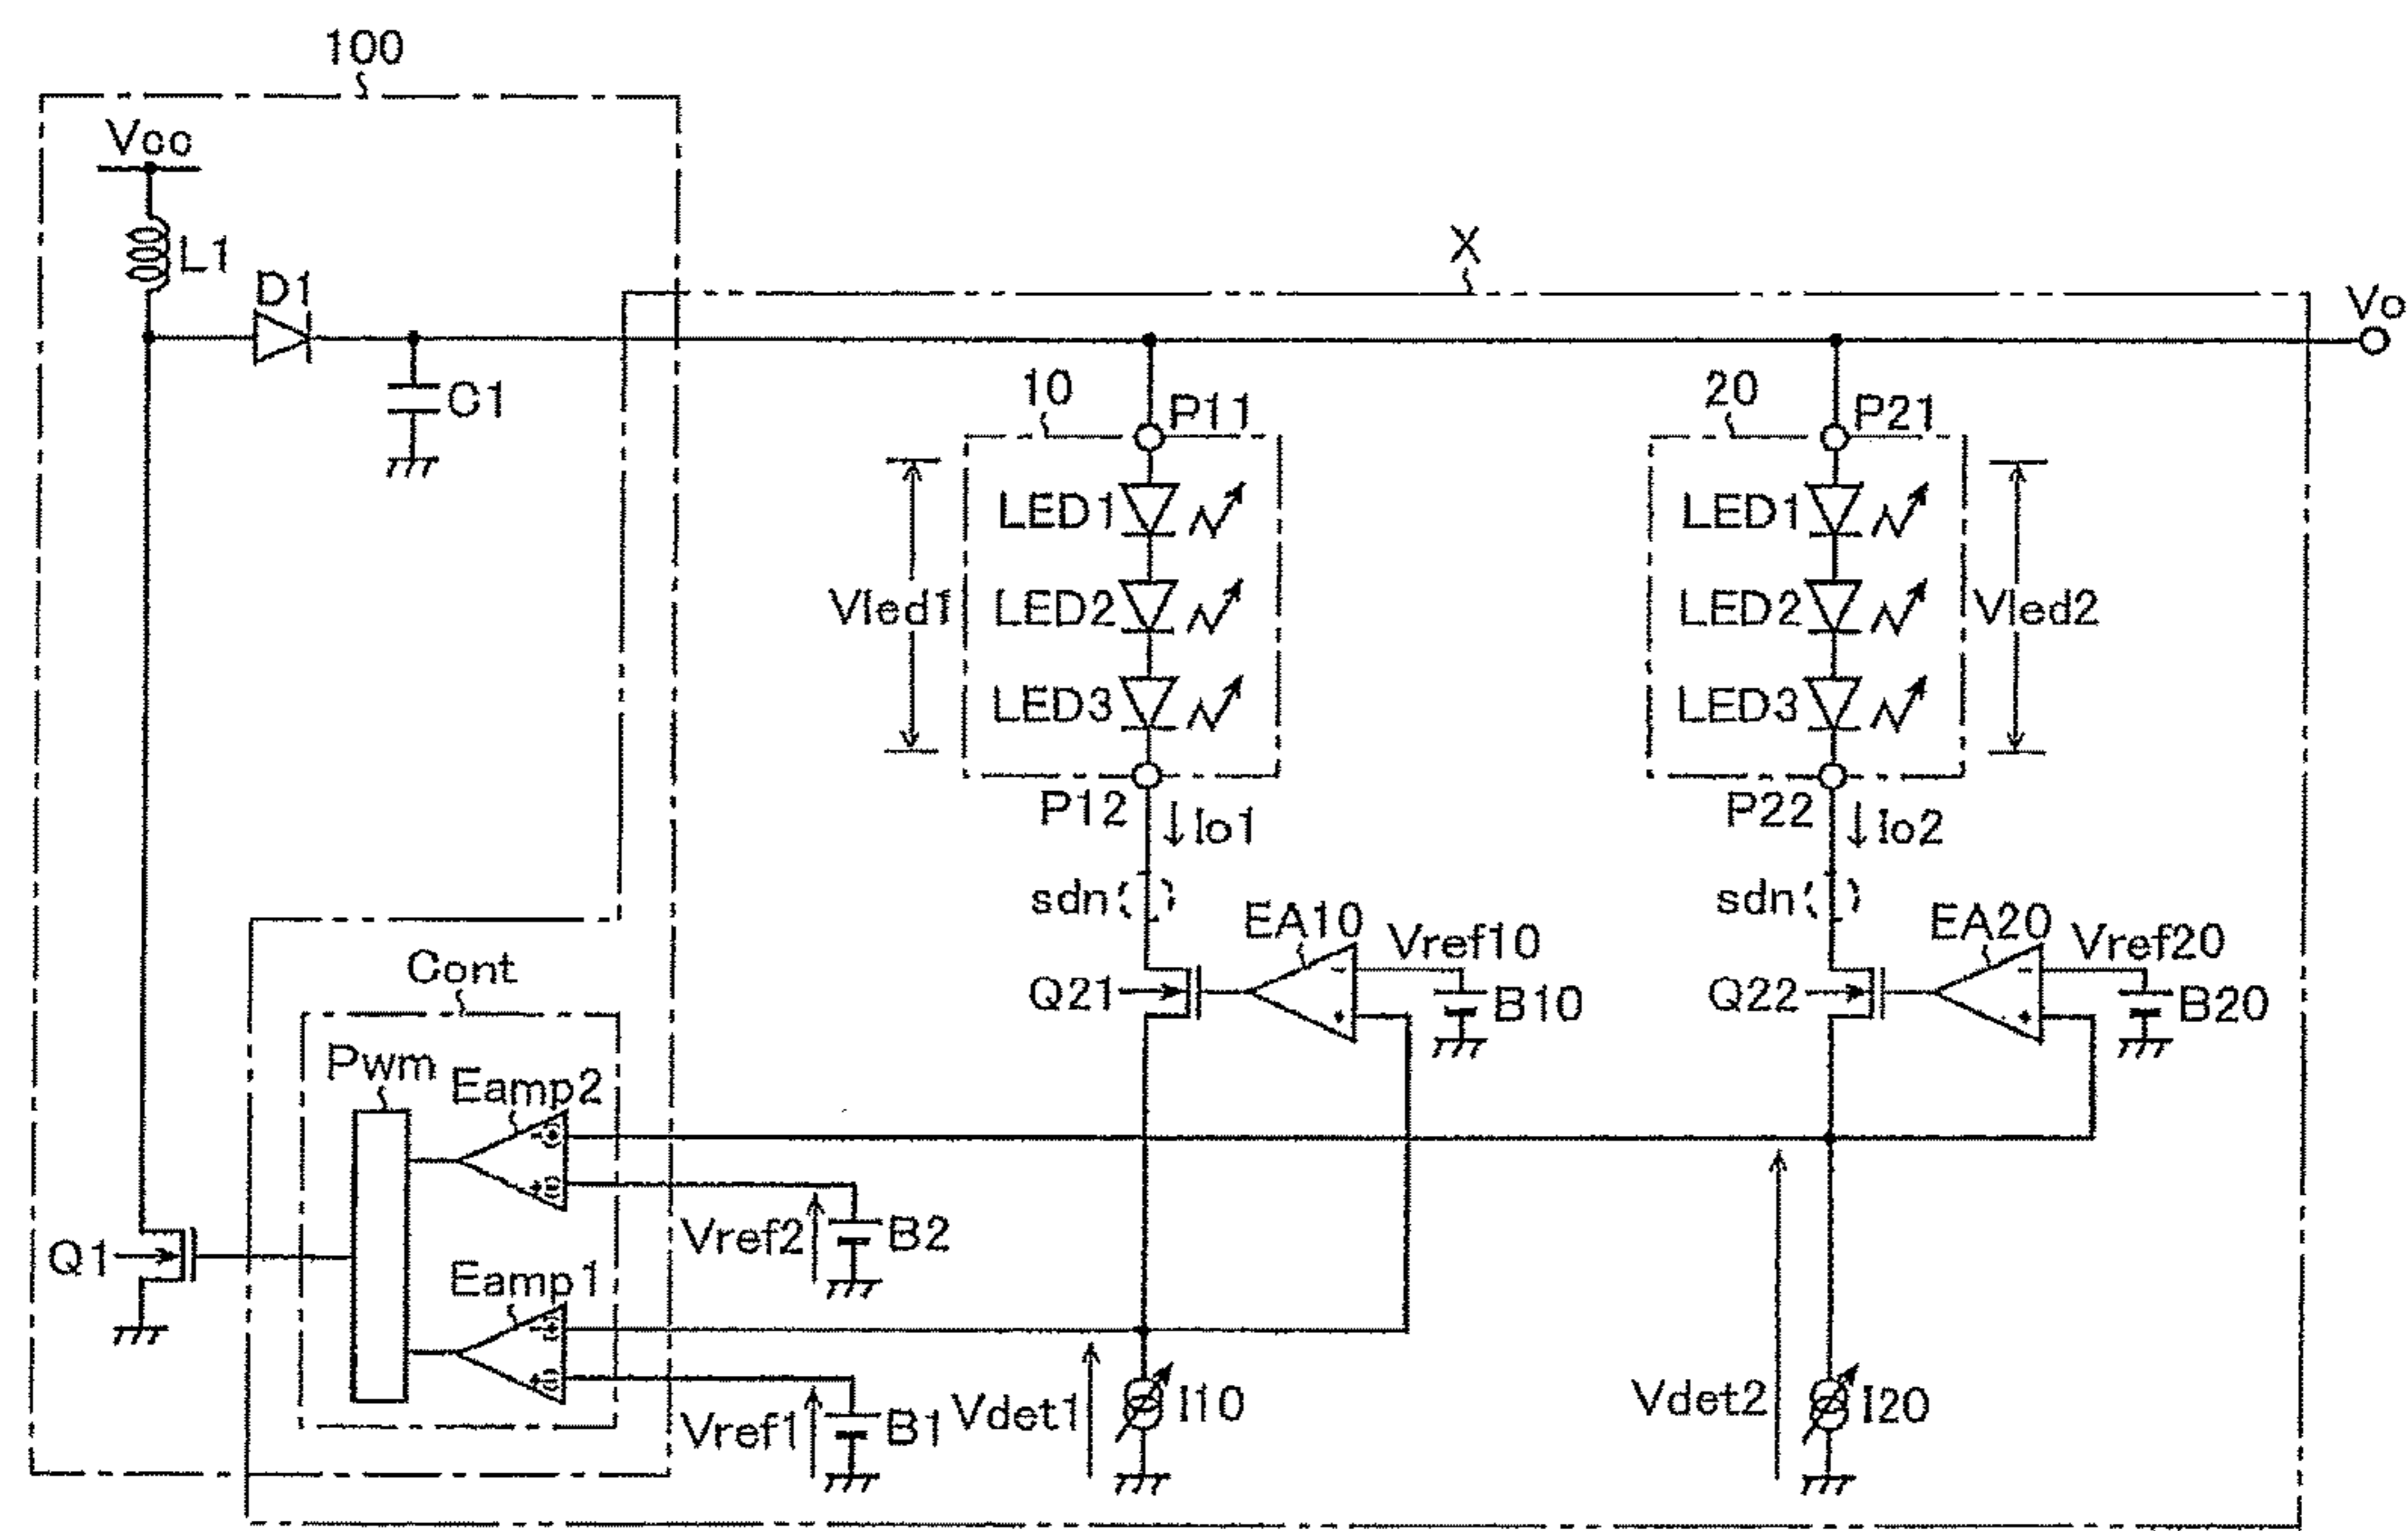 100
Vcc
L1
D1
C1
X
Vo
10
P11
20
P21
LED1
LED2
LED3
Vled1
LED1
LED2
LED3
Vled2
P12
Io1
P22
Io2
sdn
sdn
EA10
Vref10
EA20
Vref20
Q21
B10
Q22
B20
Cont
Pwm
Eamp2
Eamp1
Q1
Vref2
B2
Vref1
B1
Vdet1
I10
Vdet2
I20